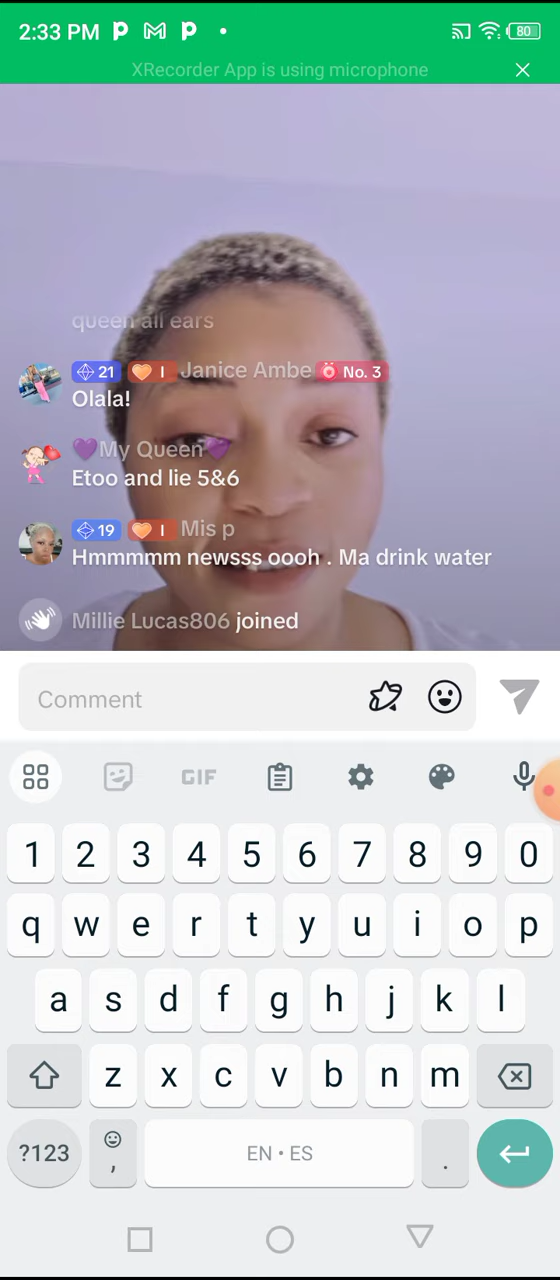 2:33 PM
80
XRecorder App is using microphone
queen all ears
21 I Janice Ambe No. 3
Olala!
💜My Queen💜
Etoo and lie 5&6
19 I Mis p
Hmmmmm newsss oooh . Ma drink water
Millie Lucas806 joined
Comment
GIF
1 2 3 4 5 6 7 8 9 0
q w e r t y u i o p
a s d f g h j k l
z x c v b n m
?123 , EN • ES .